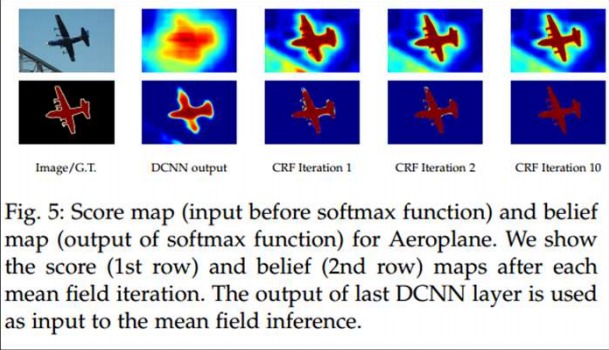 Image/G.T.
DCNN output
CRF Iteration 1
CRF Iteration 2
CRF Iteration 10
Fig. 5: Score map (input before softmax function) and belief
map (output of softmax function) for Aeroplane. We show
the score (1st row) and belief (2nd row) maps after each
mean field iteration. The output of last DCNN layer is used
as input to the mean field inference.